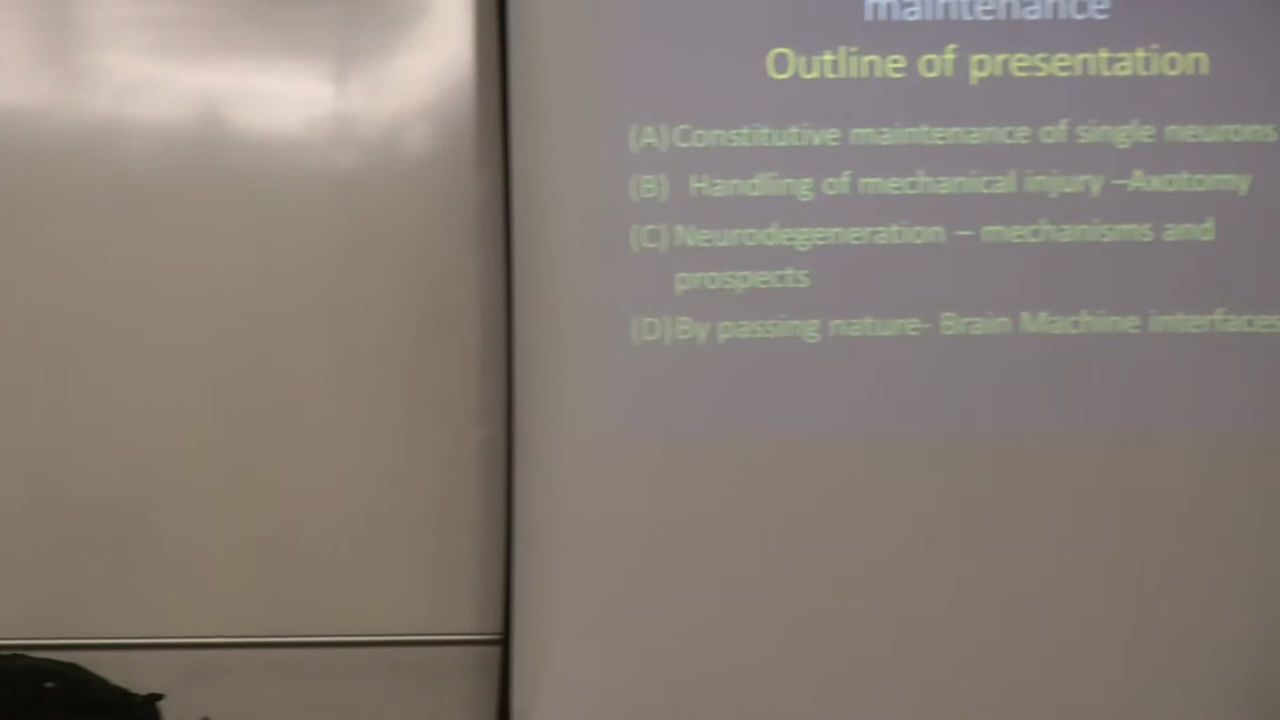 maintenance
Outline of presentation
(A) Constitutive maintenance of single neurons
(B) Handling of mechanical injury –Axotomy
(C) Neurodegeneration – mechanisms and
prospects
(D) By passing nature- Brain Machine interfaces